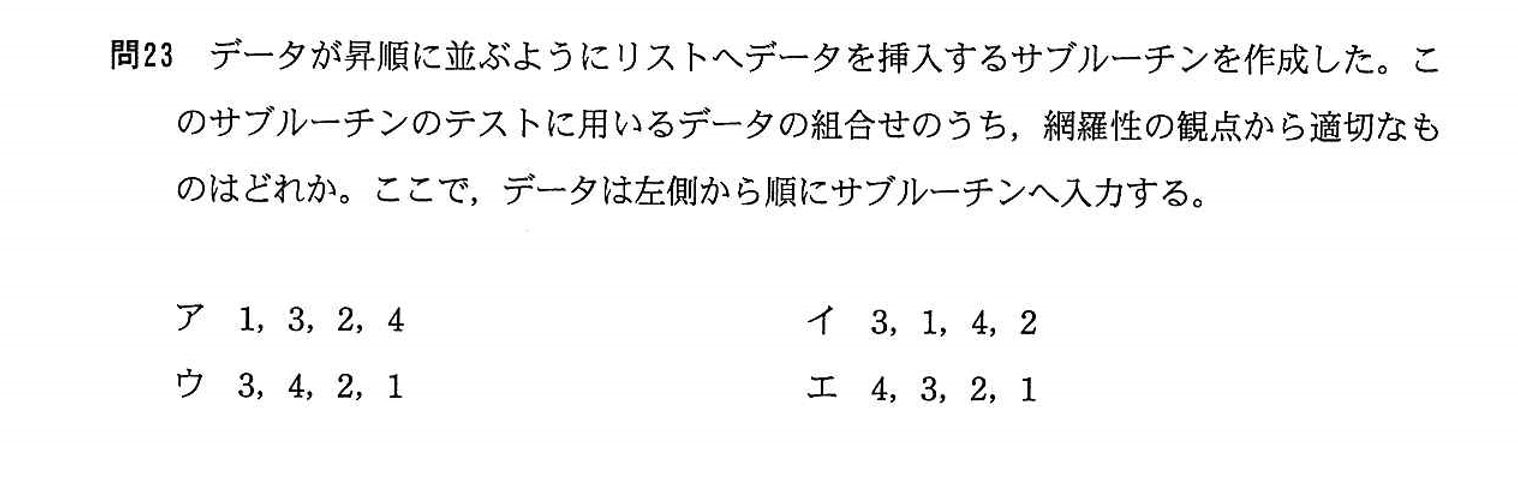 問23 データが昇順に並ぶようにリストへデータを挿入するサブルーチンを作成した。こ
のサブルーチンのテストに用いるデータの組合せのうち，網羅性の観点から適切なも
のはどれか。ここで，データは左側から順にサブルーチンへ入力する。
ア 1, 3, 2, 4 イ 3, 1, 4, 2
ウ 3, 4, 2, 1 エ 4, 3, 2, 1